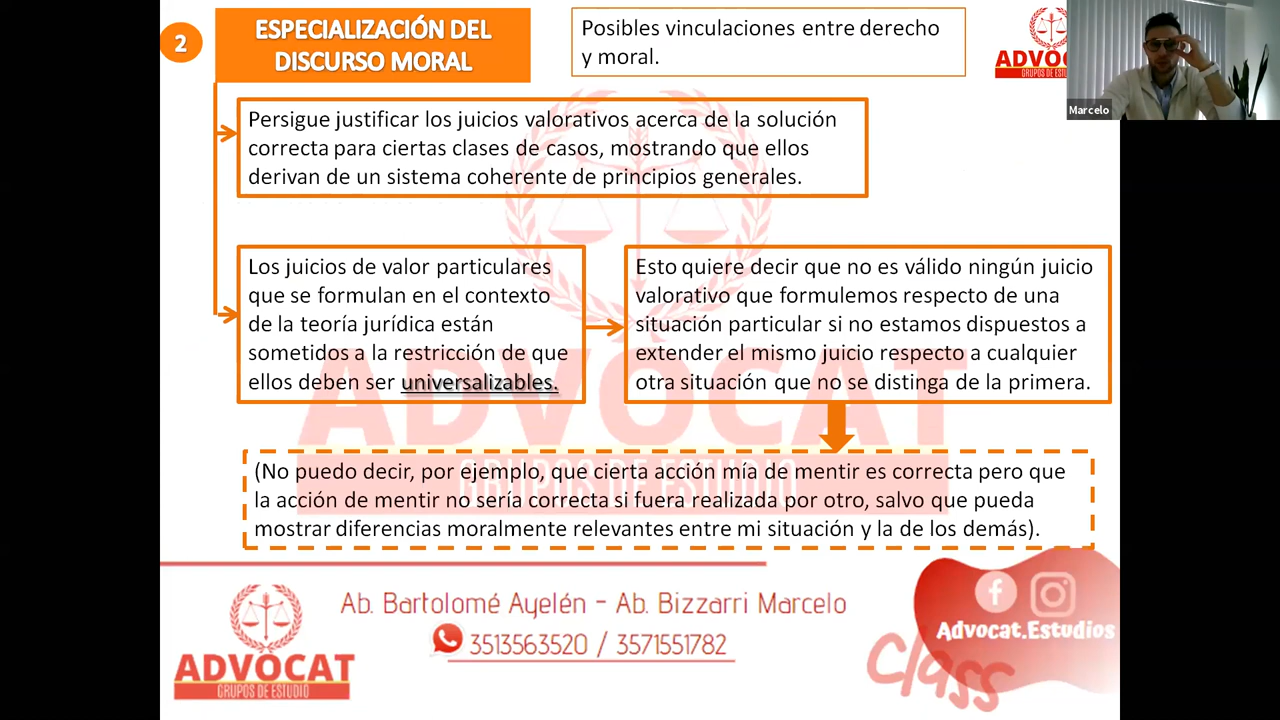 2
ESPECIALIZACIÓN DEL
DISCURSO MORAL
Posibles vinculaciones entre derecho
y moral.
ADVOC
GRUPOS DE ESTU
Marcelo
Persigue justificar los juicios valorativos acerca de la solución
correcta para ciertas clases de casos, mostrando que ellos
derivan de un sistema coherente de principios generales.
Los juicios de valor particulares
que se formulan en el contexto
de la teoría jurídica están
sometidos a la restricción de que
ellos deben ser universalizables.
Esto quiere decir que no es válido ningún juicio
valorativo que formulemos respecto de una
situación particular si no estamos dispuestos a
extender el mismo juicio respecto a cualquier
otra situación que no se distinga de la primera.
ADVOCAT
GRUPOS DE ESTUDIO
(No puedo decir, por ejemplo, que cierta acción mía de mentir es correcta pero que
la acción de mentir no sería correcta si fuera realizada por otro, salvo que pueda
mostrar diferencias moralmente relevantes entre mi situación y la de los demás).
ADVOCAT
GRUPOS DE ESTUDIO
Ab. Bartolomé Ayelén - Ab. Bizzarri Marcelo
3513563520 / 3571551782
Advocat.Estudios
Class